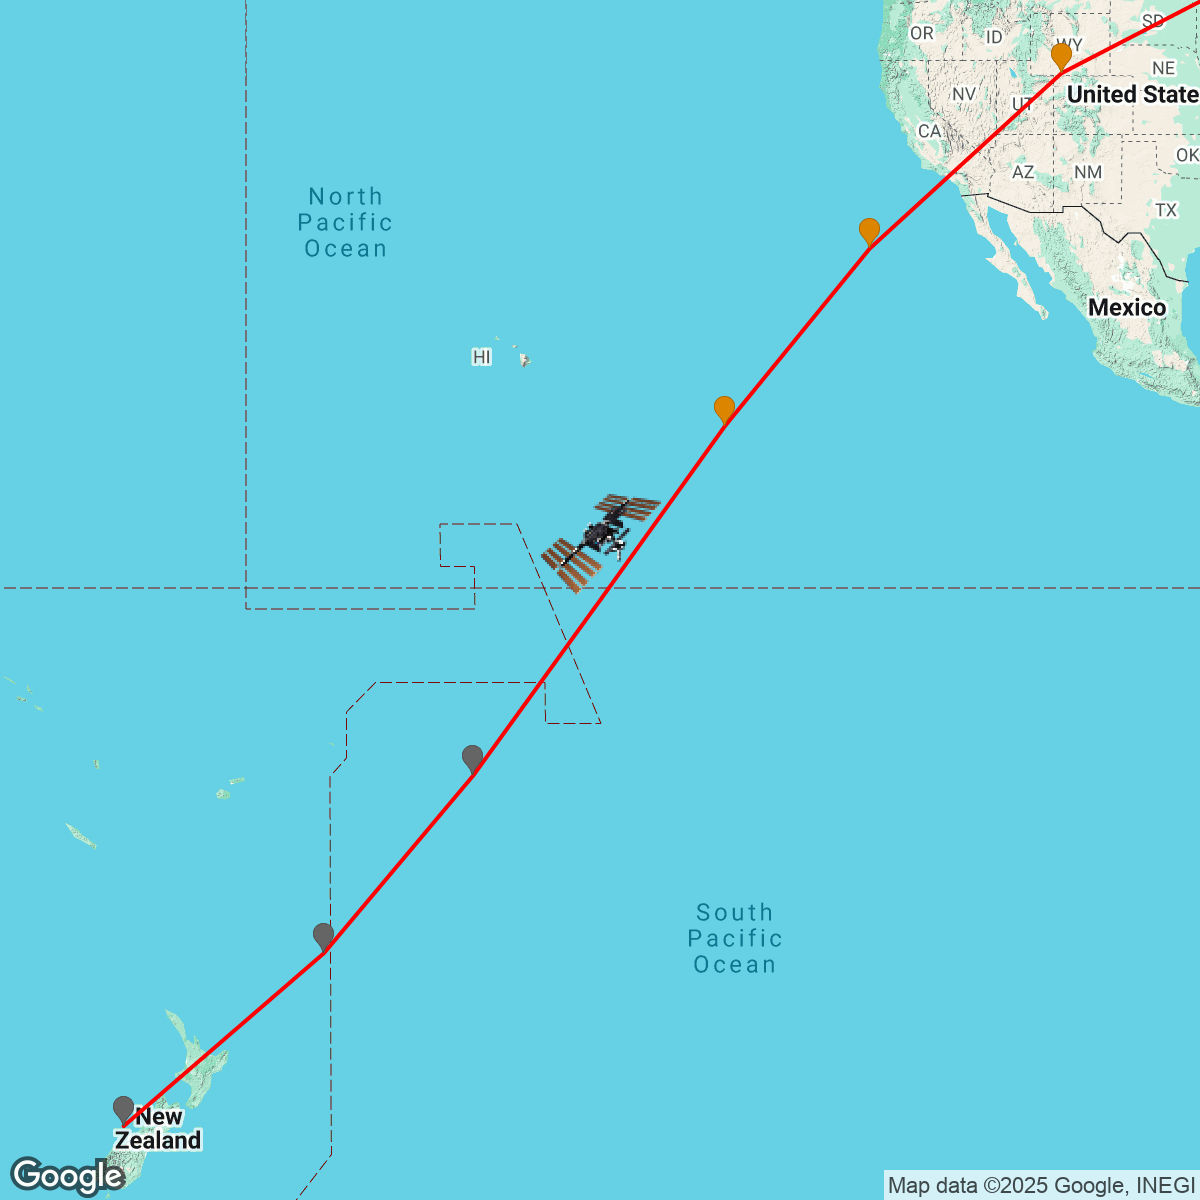 SD
OR
ID
WY
NE
NV
United State
UT
CA
OK
AZ
NM
North
Pacific
Ocean
TX
Mexico
HI
South
Pacific
Ocean
New
Zealand
Google
Map data ©2025 Google, INEGI